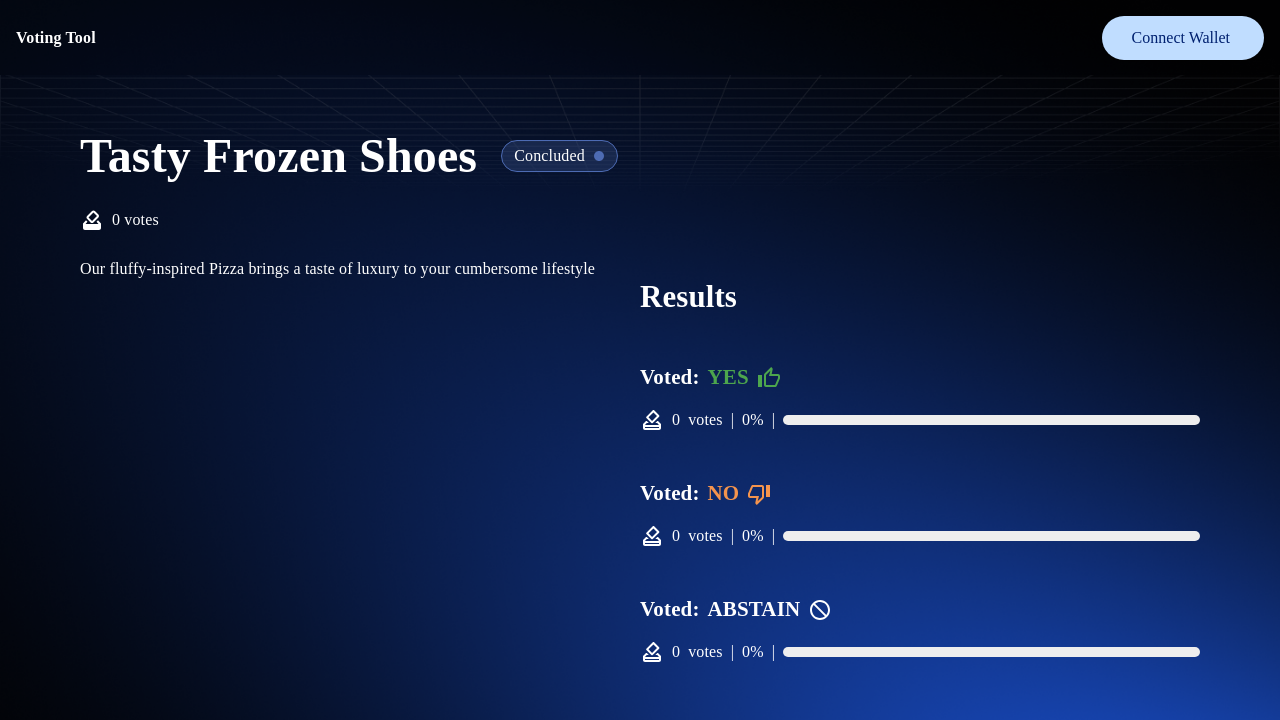 Voting Tool
Connect Wallet
Tasty Frozen Shoes
Concluded
0 votes
Our fluffy-inspired Pizza brings a taste of luxury to your cumbersome lifestyle
Results
Voted: YES
0 votes | 0% |
Voted: NO
0 votes | 0% |
Voted: ABSTAIN
0 votes | 0% |